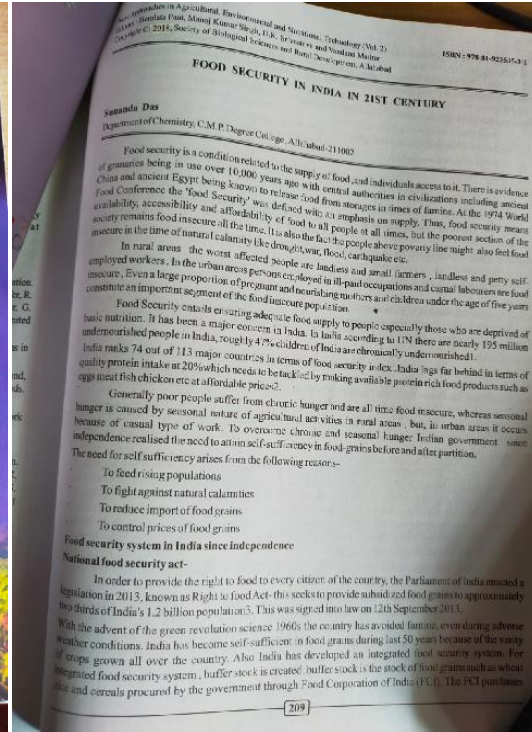 New Approaches in Agricultural, Environmental and Nutritional Technology (Vol. 2)
Editors : Hemlata Pant, Manoj Kumar Singh, D.K. Srivastava and Vandana Mathur
Copyright © 2018, Society of Biological Sciences and Rural Development, Allahabad
ISBN : 978-81-923535-3-1
FOOD SECURITY IN INDIA IN 21ST CENTURY
Sunanda Das
Department of Chemistry, C.M.P. Degree College, Allahabad-211002
Food security is a condition related to the supply of food ,and individuals access to it. There is evidence
of granaries being in use over 10,000 years ago with central authorities in civilizations including ancient
China and ancient Egypt being known to release food from storages in times of famine. At the 1974 World
Food Conference the 'food Security' was defined with an emphasis on supply. Thus, food security means
availability, accessibility and affordability of food to all people at all times, but the poorest section of the
society remains food insecure all the time. It is also the fact the people above poverty line might also feel food
insecure in the time of natural calamity like drought,war, flood, earthquake etc.
In rural areas the worst affected people are landless and small farmers , landless and petty self-
employed workers . In the urban areas persons employed in ill-paid occupations and casual labourers are food
insecure , Even a large proportion of pregnant and nourishing mothers and children under the age of five years
constitute an important segment of the food insecure population.
Food Security entails ensuring adequate food supply to people especially those who are deprived of
basic nutrition. It has been a major concern in India. In India according to UN there are nearly 195 million
undernourished people in India, roughly 47% children of India are chronically undernourished1.
India ranks 74 out of 113 major countries in terms of food security index .India lags far behind in terms of
quality protein intake at 20%which needs to be tackled by making available protein rich food products such as
eggs meat fish chicken etc at affordable prices2.
Generally poor people suffer from chronic hunger and are all time food insecure, whereas seasonal
hunger is caused by seasonal nature of agricultural activities in rural areas , but, in urban areas it occurs
because of casual type of work. To overcome chronic and seasonal hunger Indian government since
independence realised the need to attain self-sufficiency in food-grains before and after partition.
The need for self sufficiency arises from the following reasons-
To feed rising populations
To fight against natural calamities
To reduce import of food grains
To control prices of food grains
Food security system in India since independence
National food security act-
In order to provide the right to food to every citizen of the country, the Parliament of India enacted a
legislation in 2013, known as Right to food Act- this seeks to provide subsidized food grains to approximately
two thirds of India's 1.2 billion population3. This was signed into law on 12th September 2013.
With the advent of the green revolution science 1960s the country has avoided famine, even during adverse
weather conditions. India has become self-sufficient in food grains during last 50 years because of the verity
of crops grown all over the country. Also India has developed an integrated food security system. For
integrated food security system , buffer stock is created. buffer stock is the stock of food grains such as wheat
rice and cereals procured by the government through Food Corporation of India (FCI). The FCI purchases
209